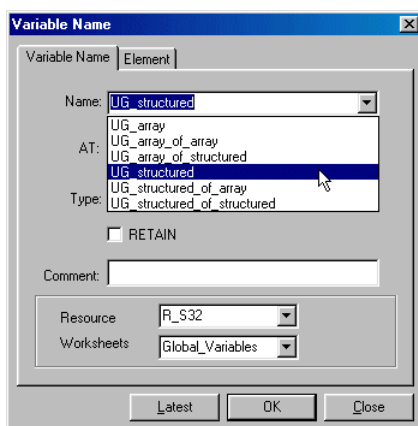 Variable Name
Variable Name Element
Name: UG_structured
UG_array
UG_array_of_array
AT:
UG_array_of_structured
UG_structured
Type:
UG_structured_of_array
UG_structured_of_structured
RETAIN
Comment:
Resource R_S32
Worksheets Global_Variables
Latest OK Close